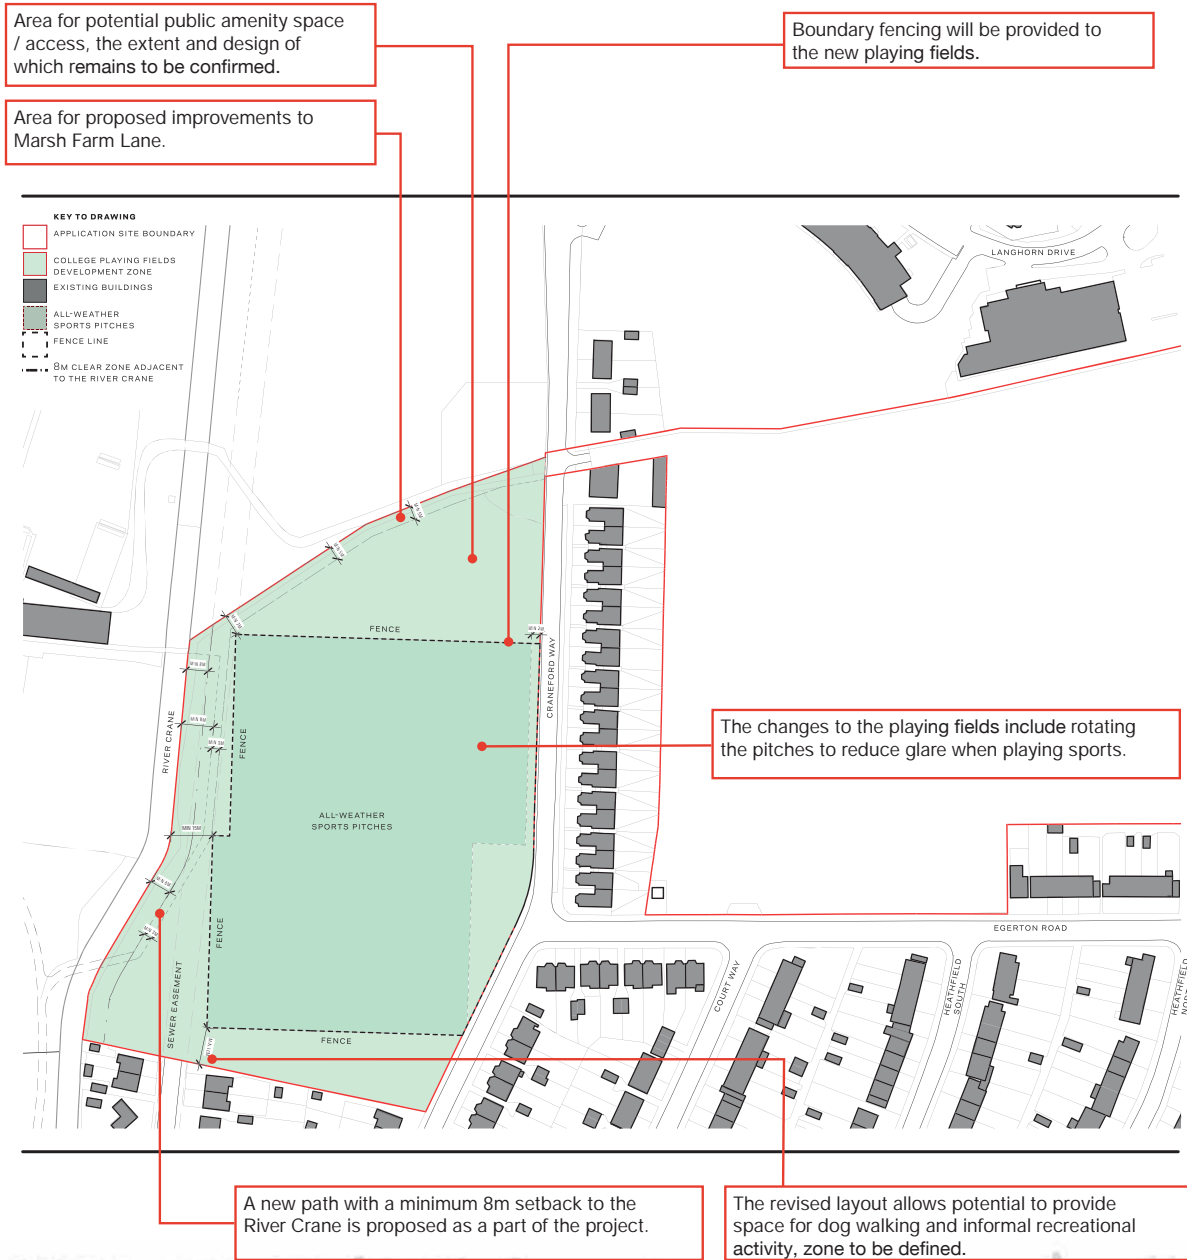 Area for potential public amenity space
/ access, the extent and design of
which remains to be confirmed.
Boundary fencing will be provided to
the new playing fields.
Area for proposed improvements to
Marsh Farm Lane.
KEY TO DRAWING
APPLICATION SITE BOUNDARY
COLLEGE PLAYING FIELDS
DEVELOPMENT ZONE
EXISTING BUILDINGS
ALL-WEATHER
SPORTS PITCHES
FENCE LINE
8M CLEAR ZONE ADJACENT
TO THE RIVER CRANE
LANGHORN DRIVE
FENCE
CRANEFORD WAY
MIN 8M
MIN 8M
RIVER CRANE
FENCE
The changes to the playing fields include rotating
the pitches to reduce glare when playing sports.
ALL-WEATHER
SPORTS PITCHES
MIN 15M
FENCE
EGERTON ROAD
SEWER EASEMENT
COURT WAY
HEATHFIELD
SOUTH
HEATHFIELD
FENCE
A new path with a minimum 8m setback to the
River Crane is proposed as a part of the project.
The revised layout allows potential to provide
space for dog walking and informal recreational
activity, zone to be defined.